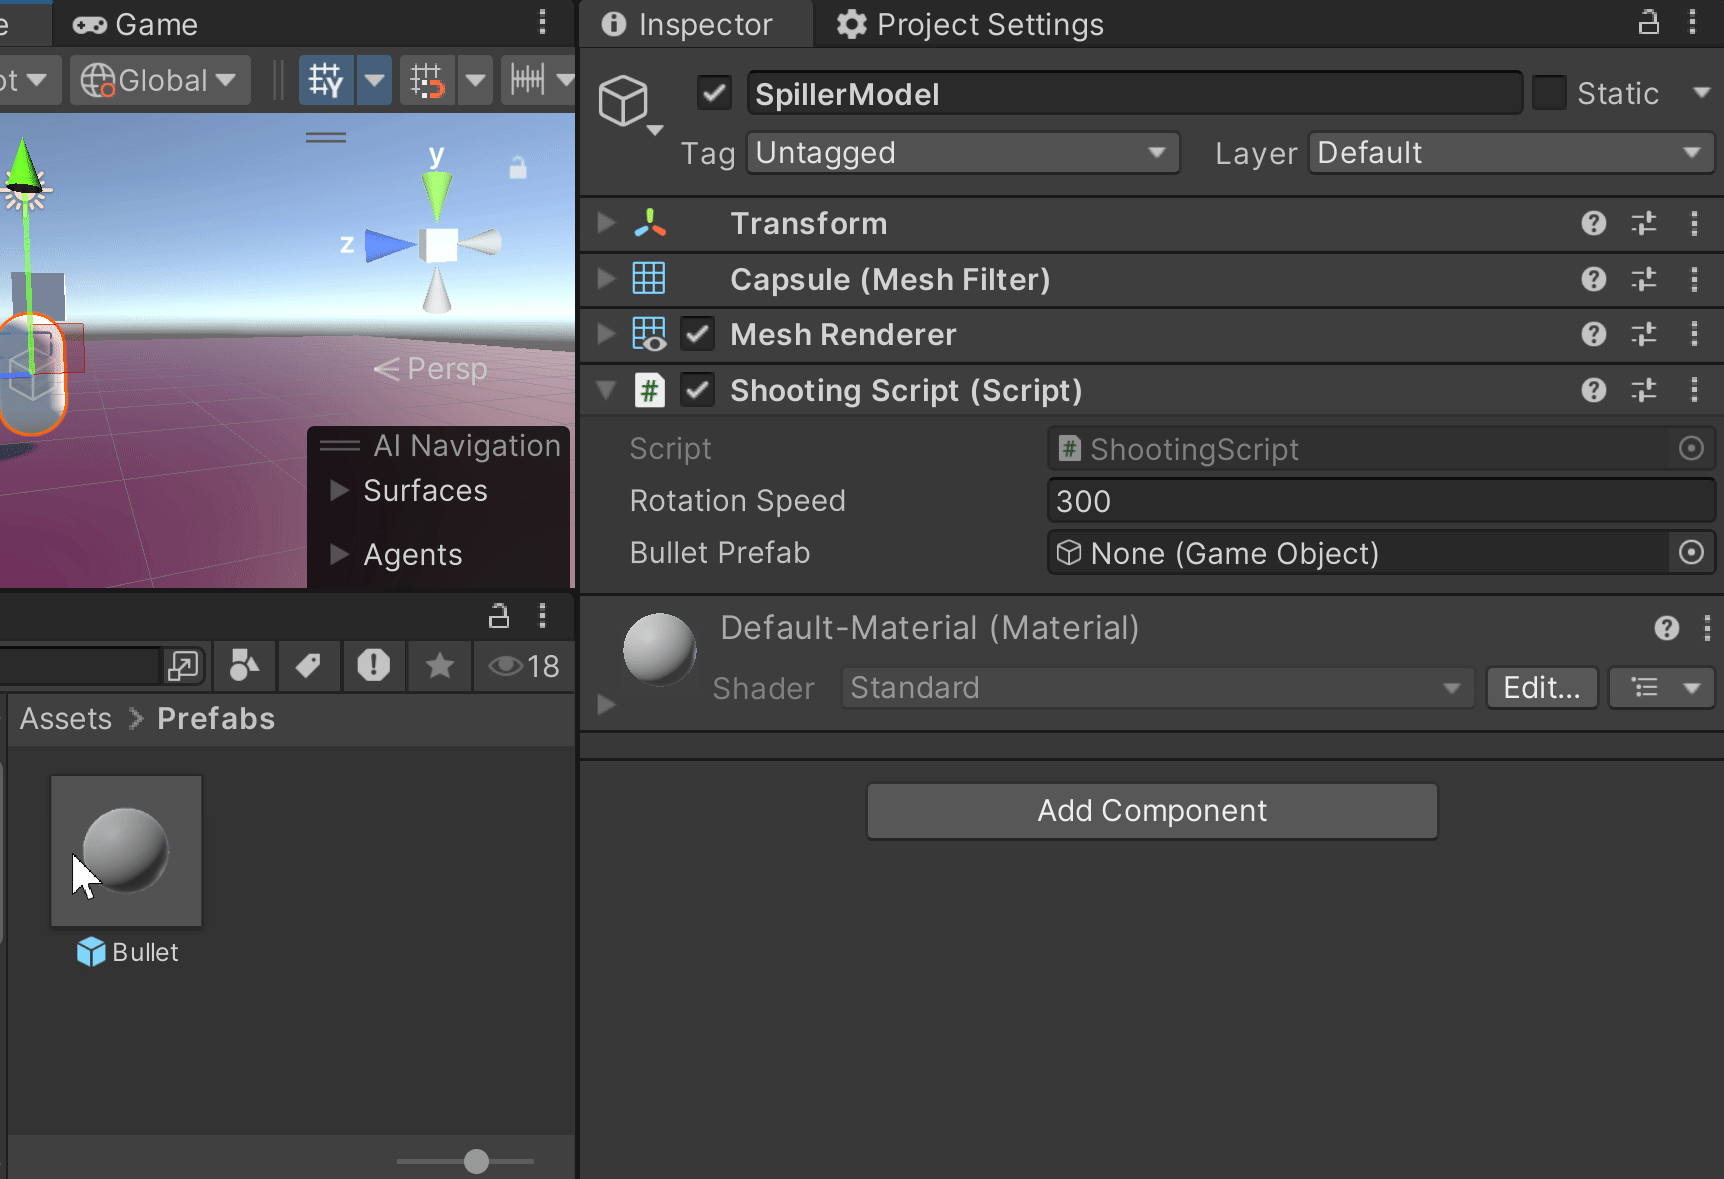 Game
Inspector
Project Settings
Global
SpillerModel
Static
Tag
Untagged
Layer
Default
y
z
Persp
Transform
Capsule (Mesh Filter)
Mesh Renderer
Shooting Script (Script)
AI Navigation
Surfaces
Agents
Script
# ShootingScript
Rotation Speed
300
Bullet Prefab
None (Game Object)
Default-Material (Material)
Shader
Standard
Edit...
18
Assets > Prefabs
Bullet
Add Component